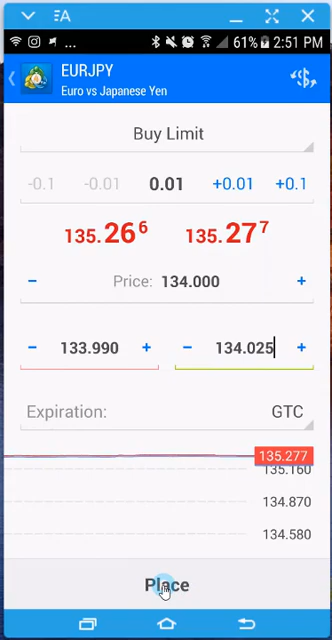 61% 2:51 PM
EURJPY
Euro vs Japanese Yen
Buy Limit
-0.1 -0.01 0.01 +0.01 +0.1
135.26⁶ 135.27⁷
− Price: 134.000 +
− 133.990 + − 134.025 +
Expiration: GTC
135.277
135.160
134.870
134.580
Place